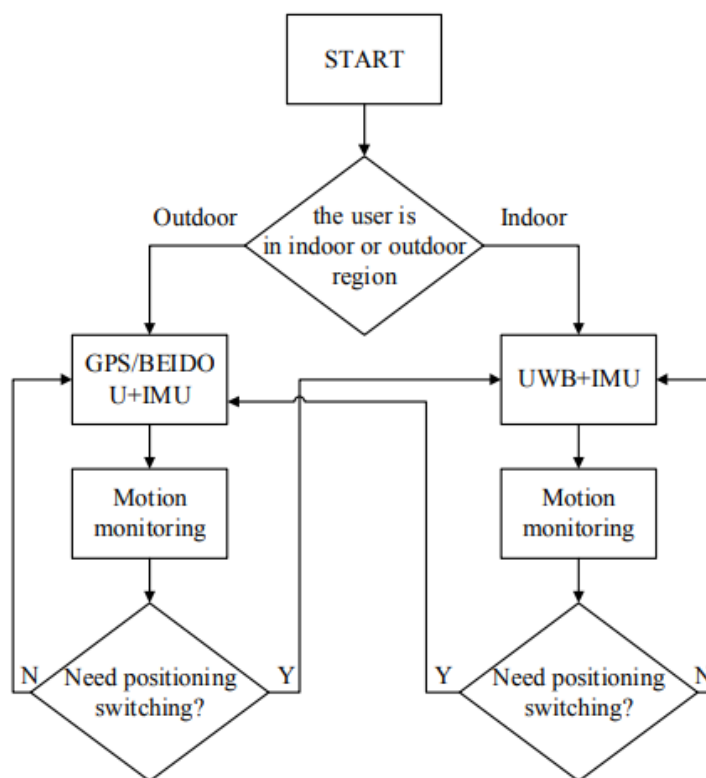 START
the user is
in indoor or outdoor
region
Outdoor
Indoor
GPS/BEIDO
U+IMU
UWB+IMU
Motion
monitoring
Motion
monitoring
N
Need positioning
switching?
Y
Y
Need positioning
switching?
N